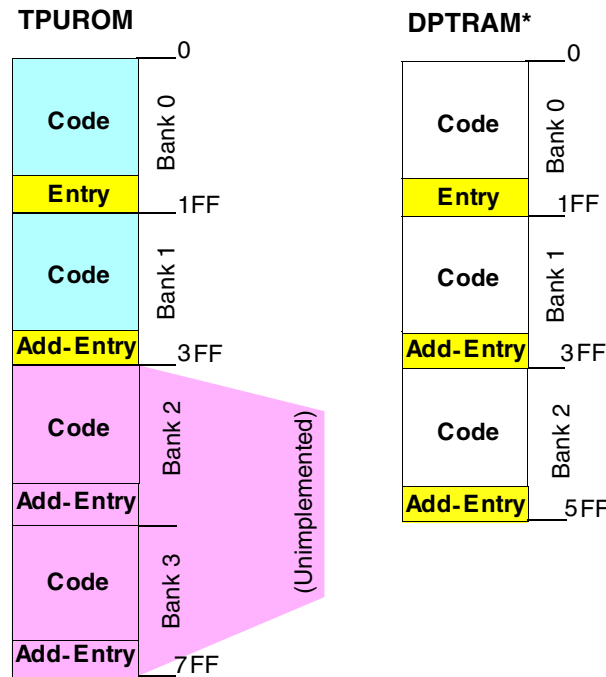 TPUROM
0
Code
Bank 0
Entry
1FF
Code
Bank 1
Add-Entry
3FF
Code
Bank 2
Add-Entry
Code
Bank 3
Add-Entry
7FF
(Unimplemented)
DPTRAM*
0
Code
Bank 0
Entry
1FF
Code
Bank 1
Add-Entry
3FF
Code
Bank 2
Add-Entry
5FF